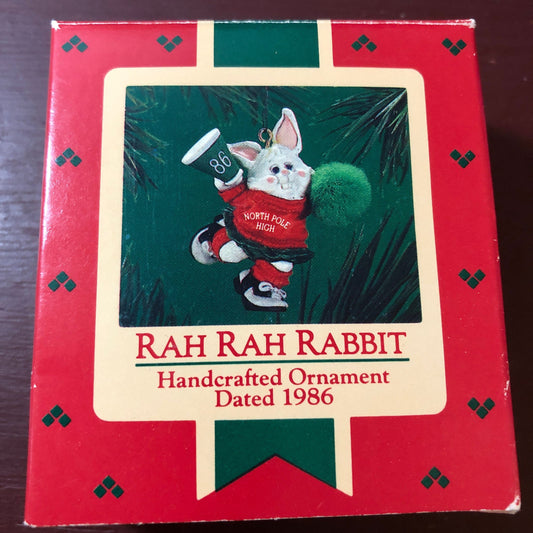 86
NORTH POLE
HIGH
RAH RAH RABBIT
Handcrafted Ornament
Dated 1986